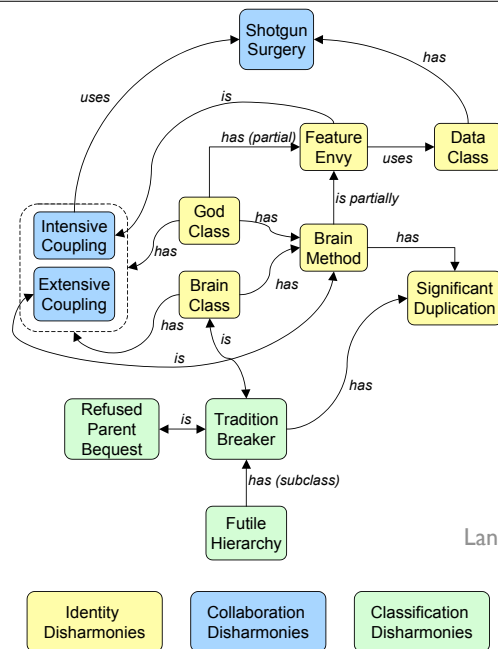 Shotgun
Surgery
uses
has
is
has (partial)
Feature
Envy
uses
Data
Class
is partially
Intensive
Coupling
God
Class
has
Brain
Method
has
has
Extensive
Coupling
Brain
Class
has
Significant
Duplication
has
is
is
has
Refused
Parent
Bequest
is
Tradition
Breaker
has (subclass)
Futile
Hierarchy
Lan
Identity
Disharmonies
Collaboration
Disharmonies
Classification
Disharmonies